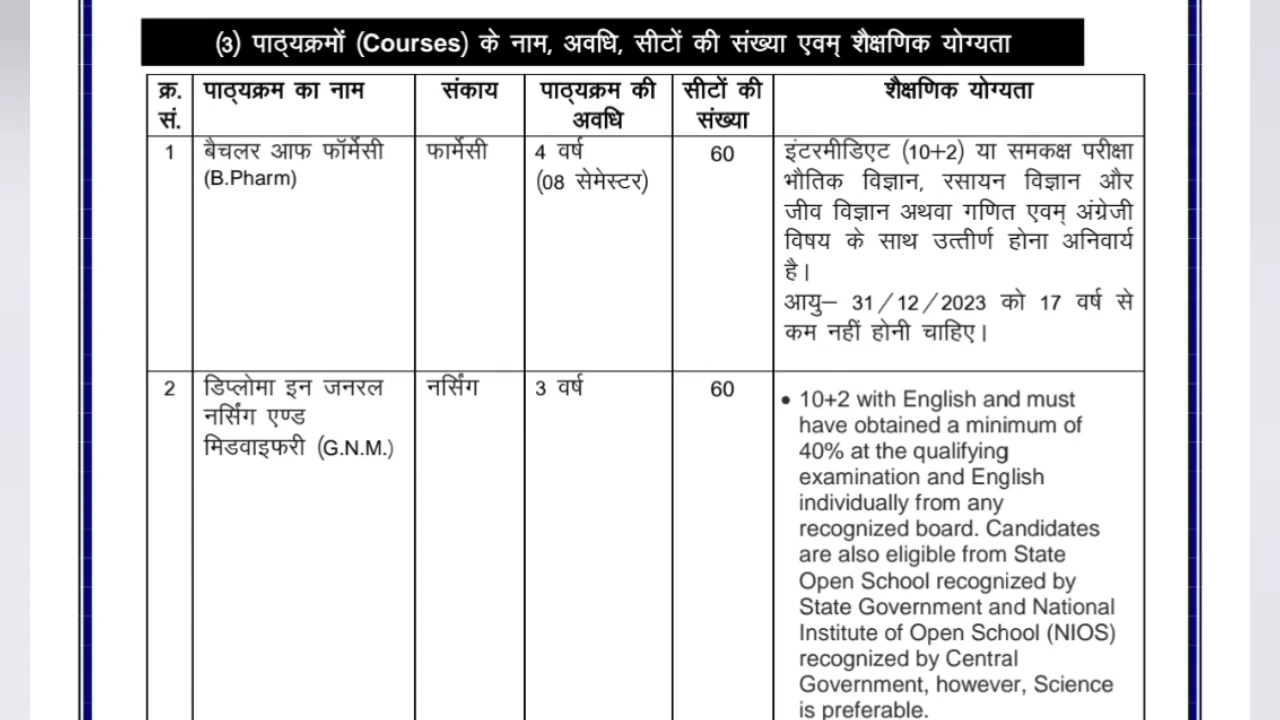 (3) पाठ्यक्रमों (Courses) के नाम, अवधि, सीटों की संख्या एवम् शैक्षणिक योग्यता
क्र. सं.
पाठ्यक्रम का नाम
संकाय
पाठ्यक्रम की
अवधि
सीटों की
संख्या
शैक्षणिक योग्यता
1
बैचलर आफ फॉर्मेसी
(B.Pharm)
फार्मेसी
4 वर्ष
(08 सेमेस्टर)
60
इंटरमीडिएट (10+2) या समकक्ष परीक्षा
भौतिक विज्ञान, रसायन विज्ञान और
जीव विज्ञान अथवा गणित एवम् अंग्रेजी
विषय के साथ उत्तीर्ण होना अनिवार्य
है।
आयु– 31/12/2023 को 17 वर्ष से
कम नहीं होनी चाहिए।
2
डिप्लोमा इन जनरल
नर्सिंग एण्ड
मिडवाइफरी (G.N.M.)
नर्सिंग
3 वर्ष
60
• 10+2 with English and must
have obtained a minimum of
40% at the qualifying
examination and English
individually from any
recognized board. Candidates
are also eligible from State
Open School recognized by
State Government and National
Institute of Open School (NIOS)
recognized by Central
Government, however, Science
is preferable.